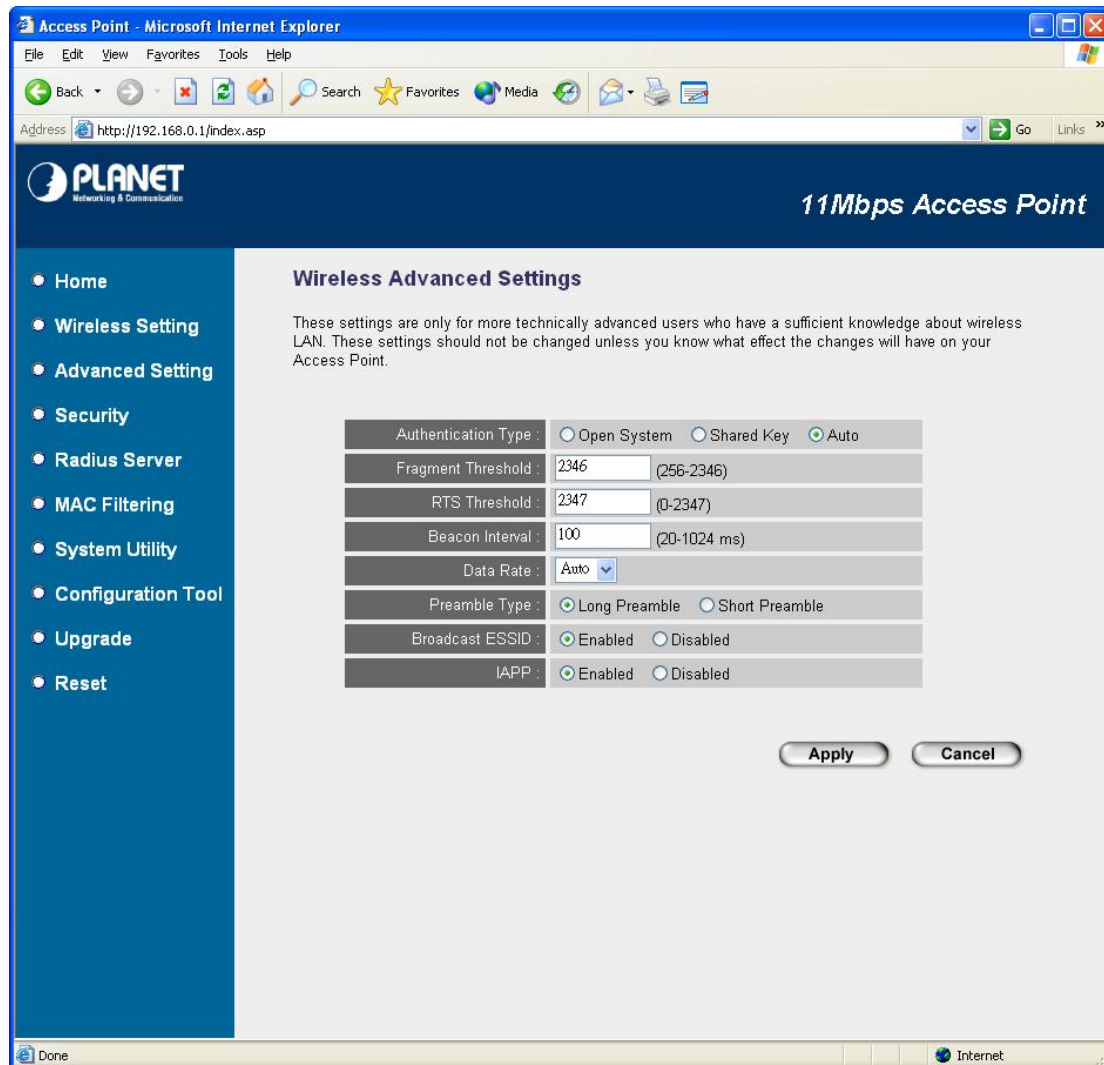 Access Point - Microsoft Internet Explorer
File Edit View Favorites Tools Help
Back Search Favorites Media
Address http://192.168.0.1/index.asp Go Links »
PLANET
Networking & Communication
11Mbps Access Point
Home
Wireless Setting
Advanced Setting
Security
Radius Server
MAC Filtering
System Utility
Configuration Tool
Upgrade
Reset
Wireless Advanced Settings
These settings are only for more technically advanced users who have a sufficient knowledge about wireless
LAN. These settings should not be changed unless you know what effect the changes will have on your
Access Point.
Authentication Type : Open System Shared Key Auto
Fragment Threshold : 2346 (256-2346)
RTS Threshold : 2347 (0-2347)
Beacon Interval : 100 (20-1024 ms)
Data Rate : Auto
Preamble Type : Long Preamble Short Preamble
Broadcast ESSID : Enabled Disabled
IAPP : Enabled Disabled
Apply Cancel
Done Internet